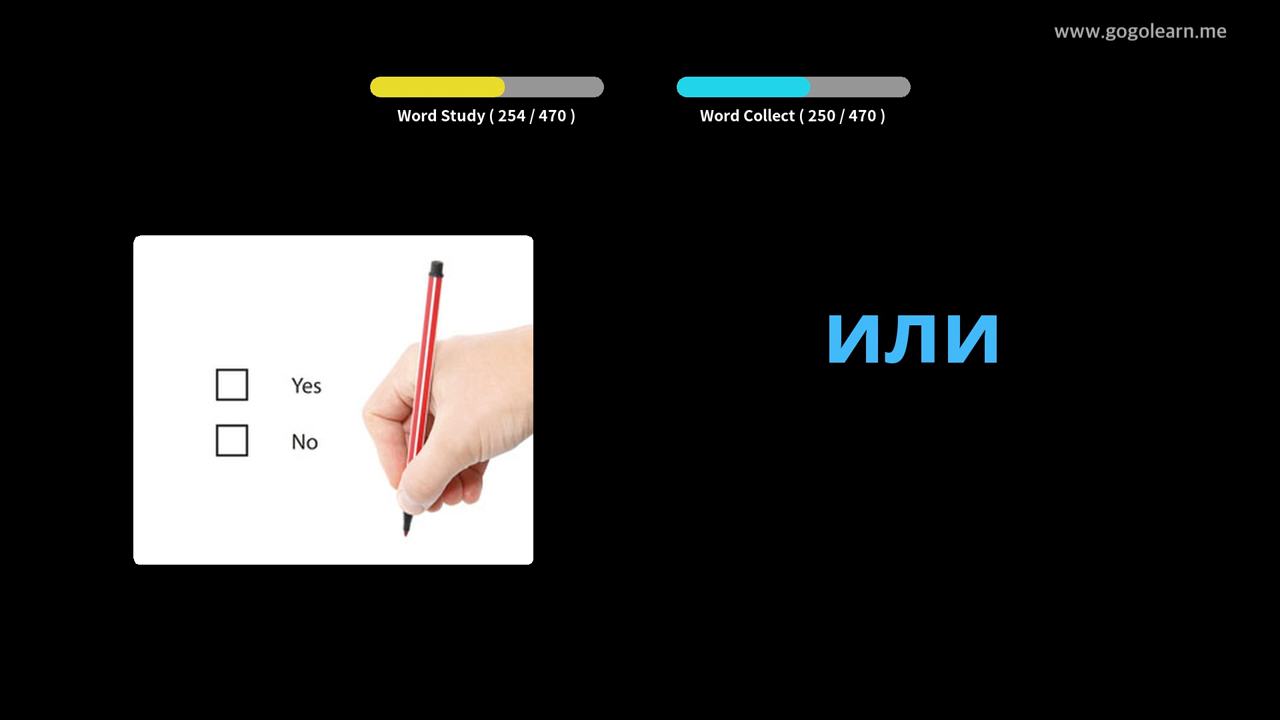 www.gogolearn.me
Word Study ( 254 / 470 )
Word Collect ( 250 / 470 )
Yes
No
или